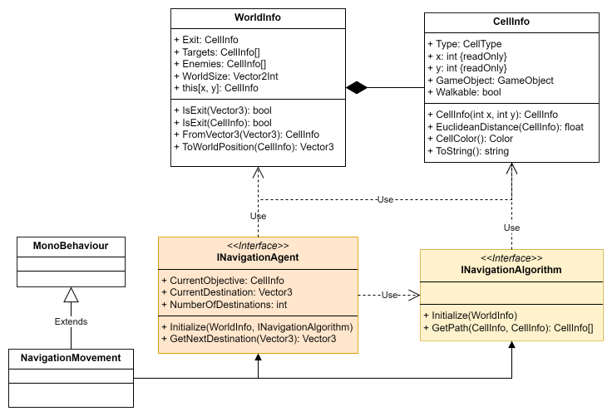 WorldInfo
+ Exit: CellInfo
+ Targets: CellInfo[]
+ Enemies: CellInfo[]
+ WorldSize: Vector2Int
+ this[x, y]: CellInfo
+ IsExit(Vector3): bool
+ IsExit(CellInfo): bool
+ FromVector3(Vector3): CellInfo
+ ToWorldPosition(CellInfo): Vector3
CellInfo
+ Type: CellType
+ x: int {readOnly}
+ y: int {readOnly}
+ GameObject: GameObject
+ Walkable: bool
+ CellInfo(int x, int y): CellInfo
+ EuclideanDistance(CellInfo): float
+ CellColor(): Color
+ ToString(): string
Use
Use
Use
MonoBehaviour
Extends
NavigationMovement
<<Interface>>
INavigationAgent
+ CurrentObjective: CellInfo
+ CurrentDestination: Vector3
+ NumberOfDestinations: int
+ Initialize(WorldInfo, INavigationAlgorithm)
+ GetNextDestination(Vector3): Vector3
Use
<<Interface>>
INavigationAlgorithm
+ Initialize(WorldInfo)
+ GetPath(CellInfo, CellInfo): CellInfo[]